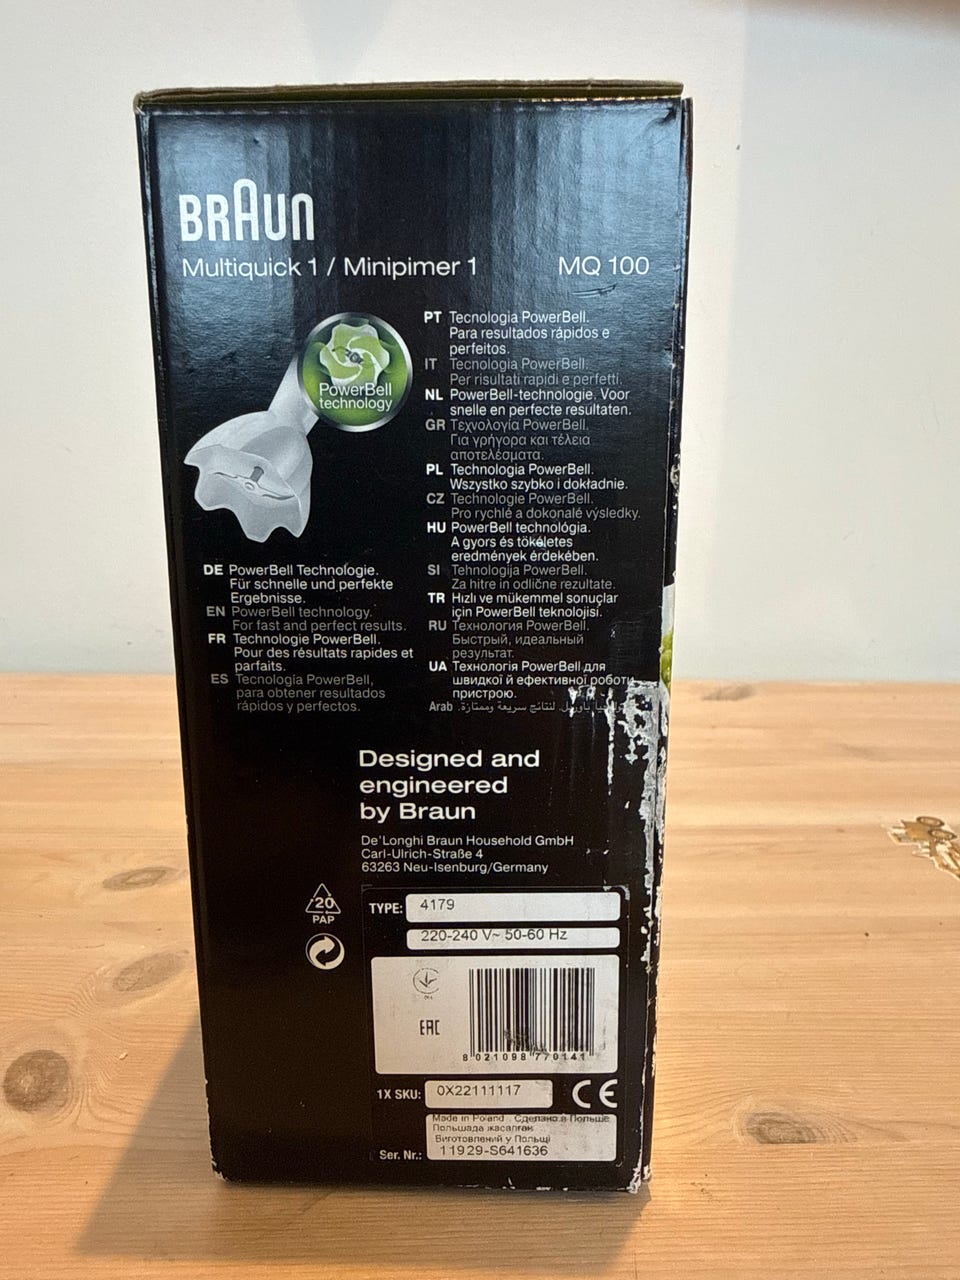 BRAUN
Multiquick 1 / Minipimer 1 MQ 100
PowerBell
technology
PT Tecnologia PowerBell.
Para resultados rápidos e
perfeitos.
IT Tecnologia PowerBell.
Per risultati rapidi e perfetti.
NL PowerBell-technologie. Voor
snelle en perfecte resultaten.
GR Τεχνολογία PowerBell.
Για γρήγορα και τέλεια
αποτελέσματα.
PL Technologia PowerBell.
Wszystko szybko i dokładnie.
CZ Technologie PowerBell.
Pro rychlé a dokonalé výsledky.
HU PowerBell technológia.
A gyors és tökéletes
eredmények érdekében.
SI Tehnologija PowerBell.
Za hitre in odlične rezultate.
TR Hızlı ve mükemmel sonuçlar
için PowerBell teknolojisi.
RU Технология PowerBell.
Быстрый, идеальный
результат.
UA Технологія PowerBell для
швидкої й ефективної роботи
пристрою.
Arab لنتائج سريعة وممتازة.
DE PowerBell Technologie.
Für schnelle und perfekte
Ergebnisse.
EN PowerBell technology.
For fast and perfect results.
FR Technologie PowerBell.
Pour des résultats rapides et
parfaits.
ES Tecnología PowerBell,
para obtener resultados
rápidos y perfectos.
Designed and
engineered
by Braun
De'Longhi Braun Household GmbH
Carl-Ulrich-Straße 4
63263 Neu-Isenburg/Germany
20
PAP
TYPE: 4179
220-240 V~ 50-60 Hz
EAC
8 021098 770141
1X SKU: 0X22111117 CE
Made in Poland Сделано в Польше
Польшада жасалған
Виготовлений у Польщі
Ser. Nr.: 11929-S641636